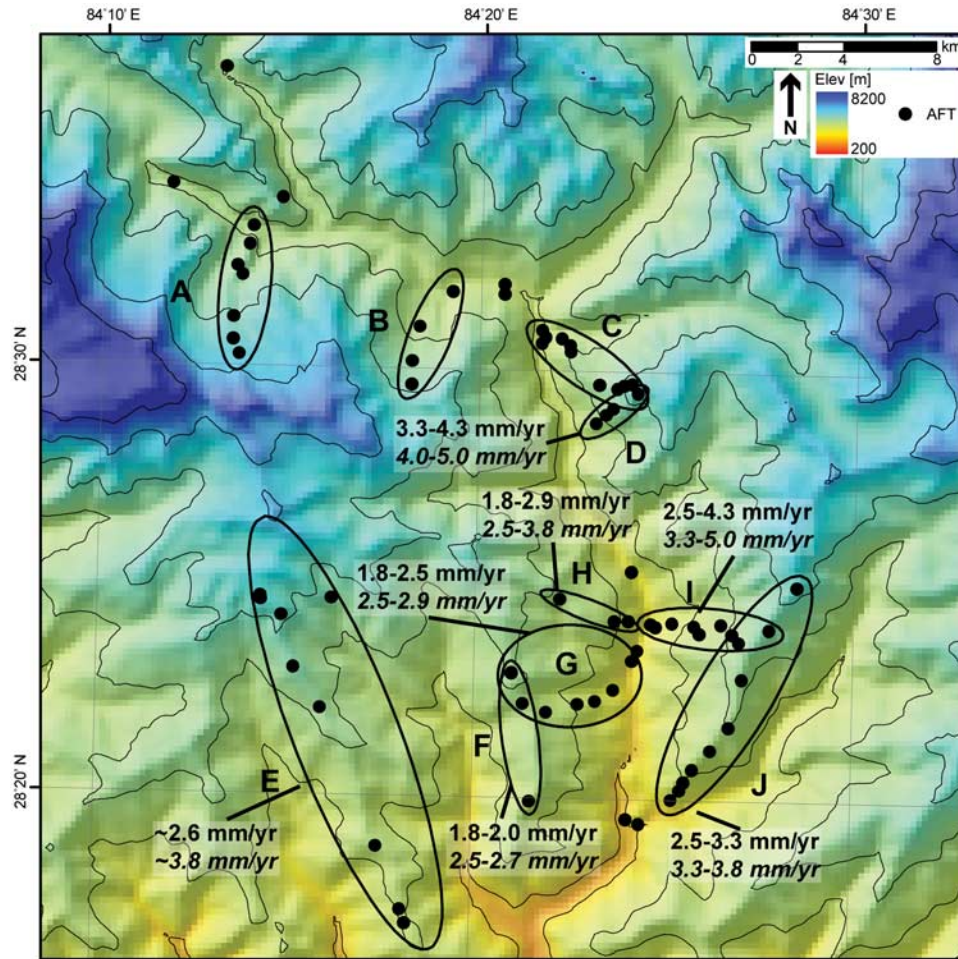 84˚10' E
84˚20' E
84˚30' E
km
0 2 4 8
N
Elev [m]
8200
200
AFT
A
B
C
28˚30' N
3.3-4.3 mm/yr
4.0-5.0 mm/yr
D
1.8-2.9 mm/yr
2.5-3.8 mm/yr
2.5-4.3 mm/yr
3.3-5.0 mm/yr
1.8-2.5 mm/yr
2.5-2.9 mm/yr
H
I
G
F
E
J
28˚20' N
~2.6 mm/yr
~3.8 mm/yr
1.8-2.0 mm/yr
2.5-2.7 mm/yr
2.5-3.3 mm/yr
3.3-3.8 mm/yr